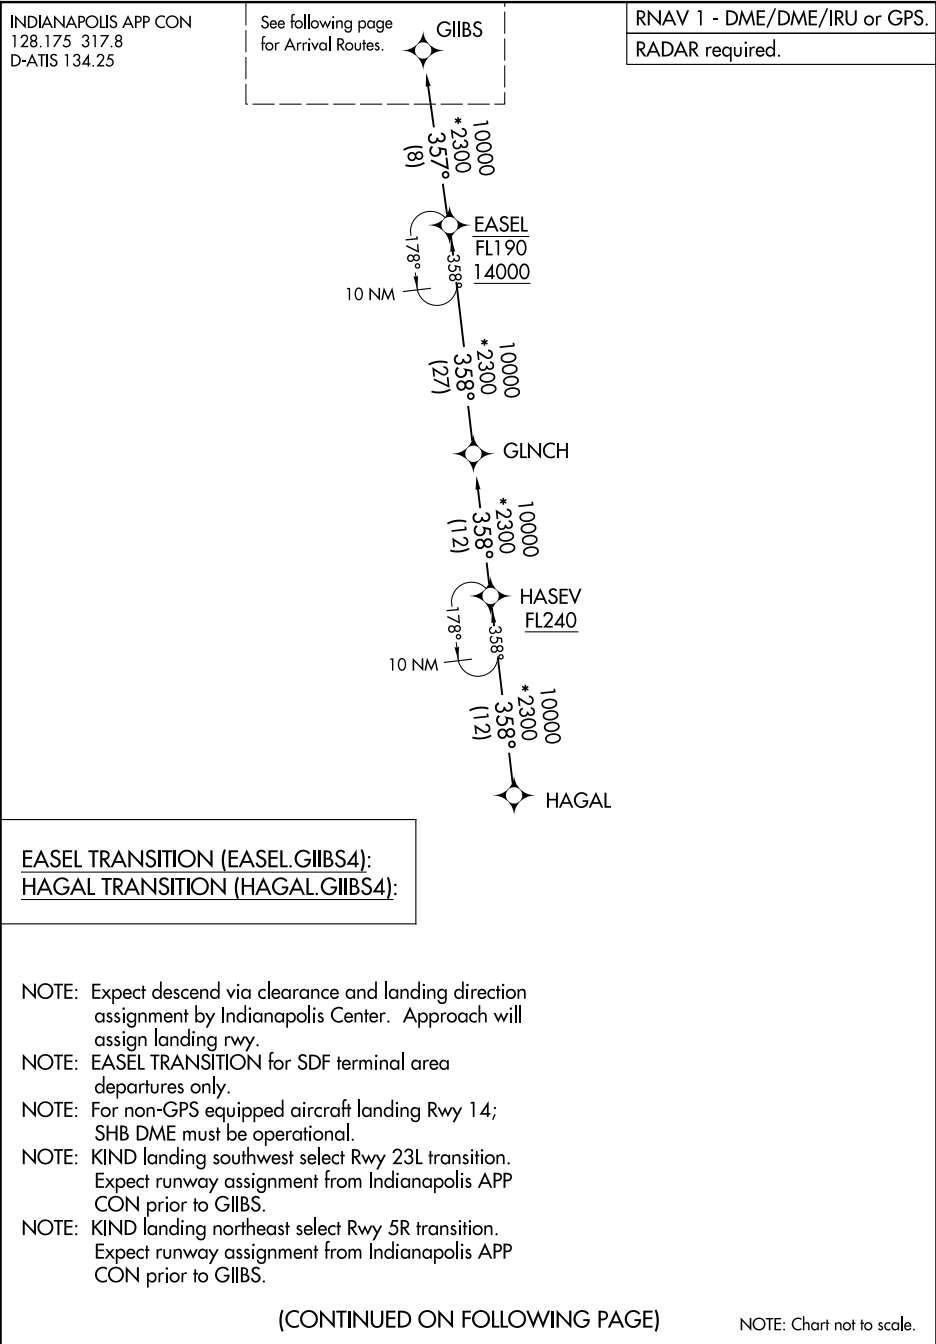 INDIANAPOLIS APP CON
128.175 317.8
D-ATIS 134.25
See following page
for Arrival Routes.
GIIBS
RNAV 1 - DME/DME/IRU or GPS.
RADAR required.
10000
*2300
357°
(8)
EASEL
FL190
14000
178°
358°
10 NM
10000
*2300
358°
(27)
GLNCH
10000
*2300
358°
(12)
HASEV
FL240
178°
358°
10 NM
10000
*2300
358°
(12)
HAGAL
EASEL TRANSITION (EASEL.GIIBS4):
HAGAL TRANSITION (HAGAL.GIIBS4):
NOTE: Expect descend via clearance and landing direction
assignment by Indianapolis Center. Approach will
assign landing rwy.
NOTE: EASEL TRANSITION for SDF terminal area
departures only.
NOTE: For non-GPS equipped aircraft landing Rwy 14;
SHB DME must be operational.
NOTE: KIND landing southwest select Rwy 23L transition.
Expect runway assignment from Indianapolis APP
CON prior to GIIBS.
NOTE: KIND landing northeast select Rwy 5R transition.
Expect runway assignment from Indianapolis APP
CON prior to GIIBS.
(CONTINUED ON FOLLOWING PAGE)
NOTE: Chart not to scale.